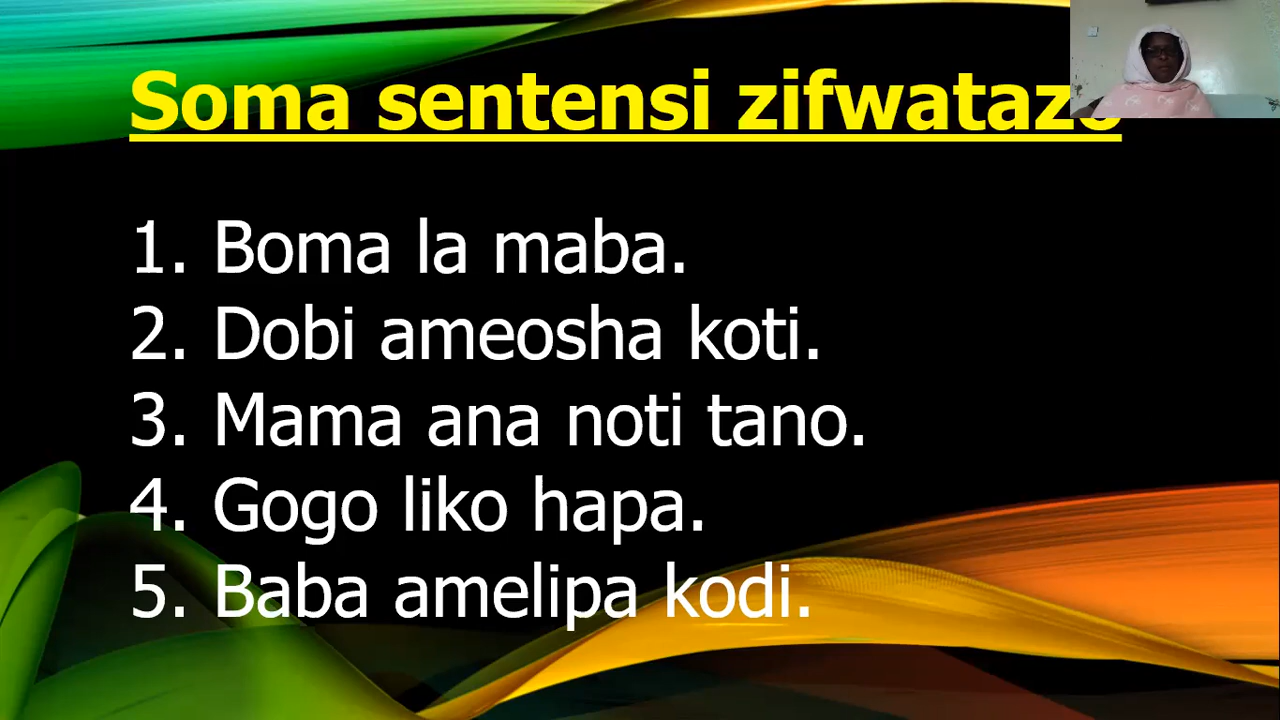 Soma sentensi zifwatazo
1. Boma la maba.
2. Dobi ameosha koti.
3. Mama ana noti tano.
4. Gogo liko hapa.
5. Baba amelipa kodi.